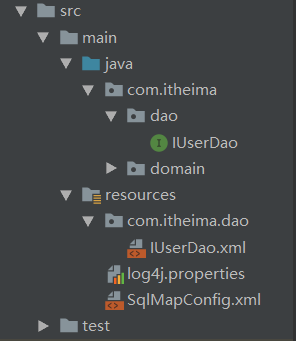 src
main
java
com.itheima
dao
IUserDao
domain
resources
com.itheima.dao
IUserDao.xml
log4j.properties
SqlMapConfig.xml
test